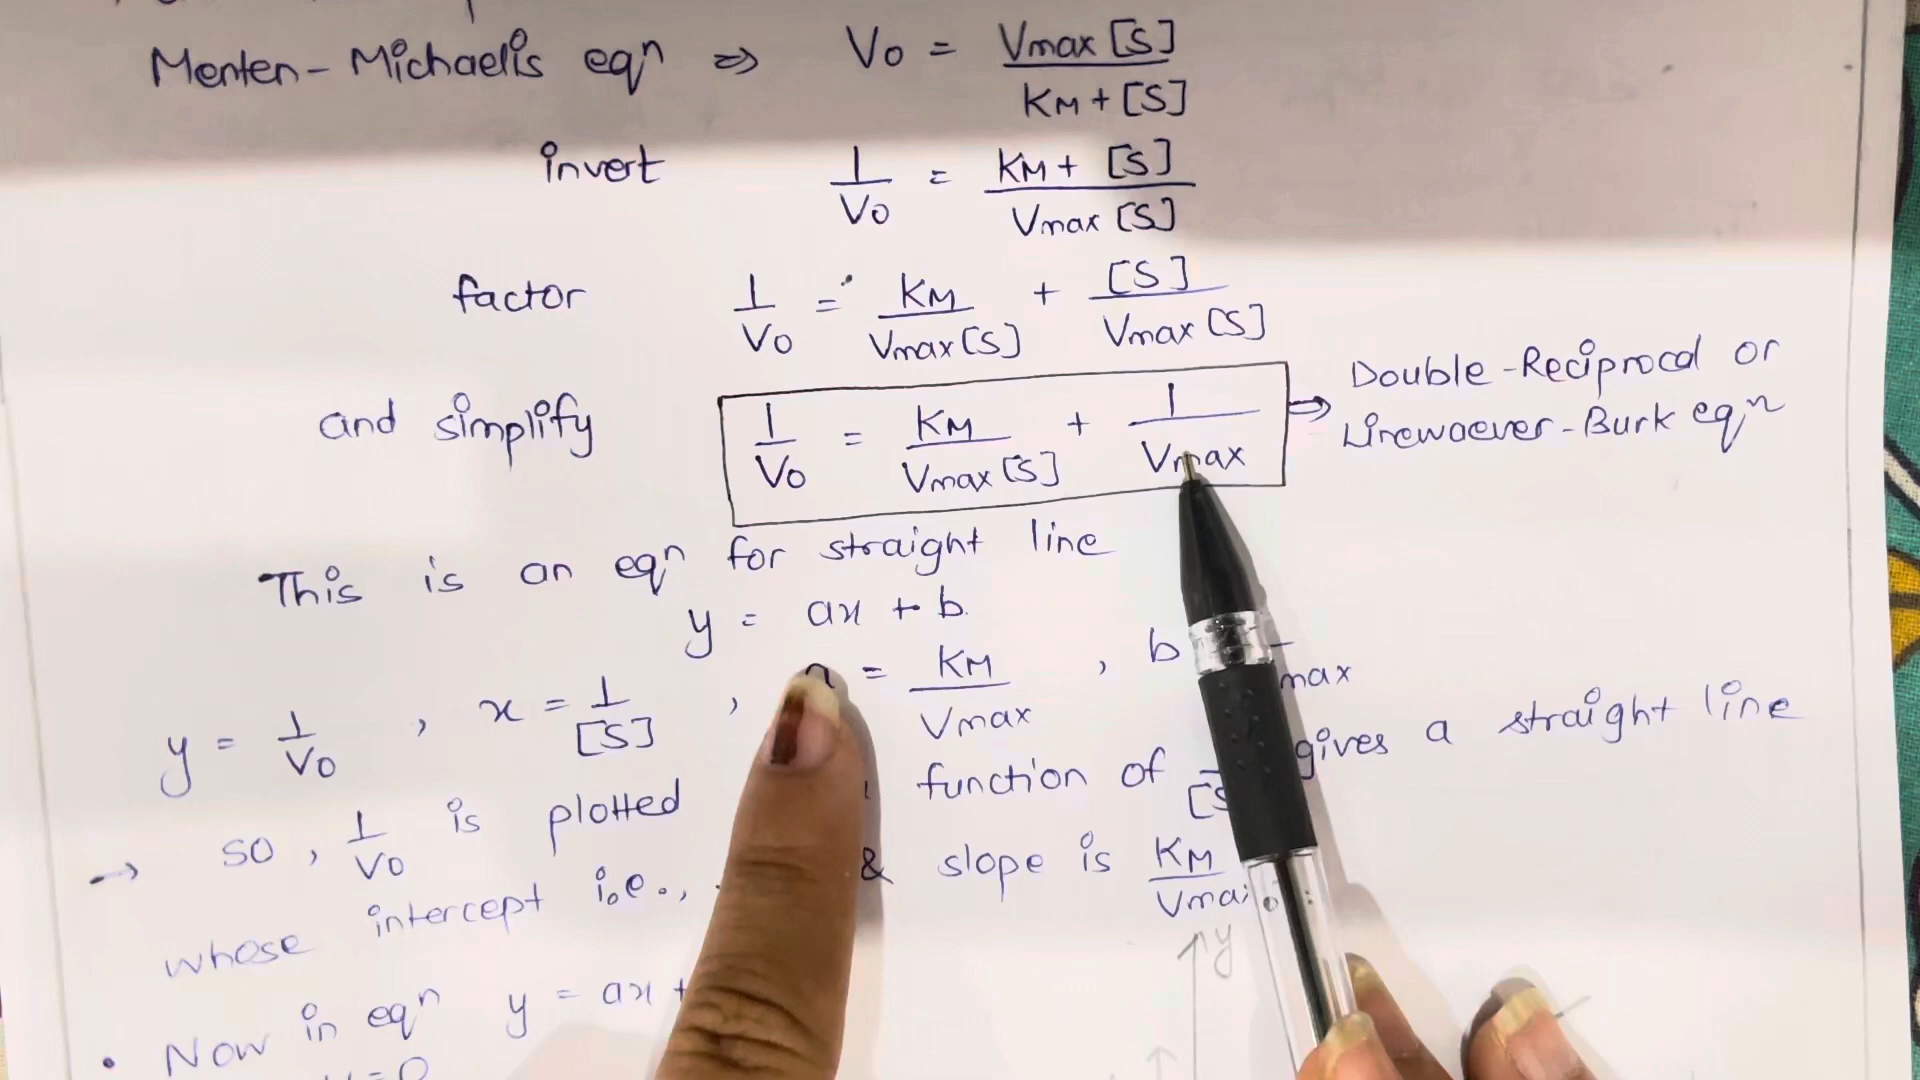 Menten-Michaelis eqn ⇒ Vo = Vmax [S] / KM + [S]
invert 1/Vo = KM + [S] / Vmax [S]
factor 1/Vo = KM / Vmax [S] + [S] / Vmax [S]
and simplify 1/Vo = KM / Vmax [S] + 1 / Vmax → Double-Reciprocal or
Linewaever-Burk eqn
This is an eqn for straight line
y = ax + b
y = 1/Vo , x = 1/[S] , = KM / Vmax , b max
→ so , 1/Vo is plotted function of [S gives a straight line
whose intercept i.e., & slope is KM /
• Now in eqn y = ax +
= 0
y